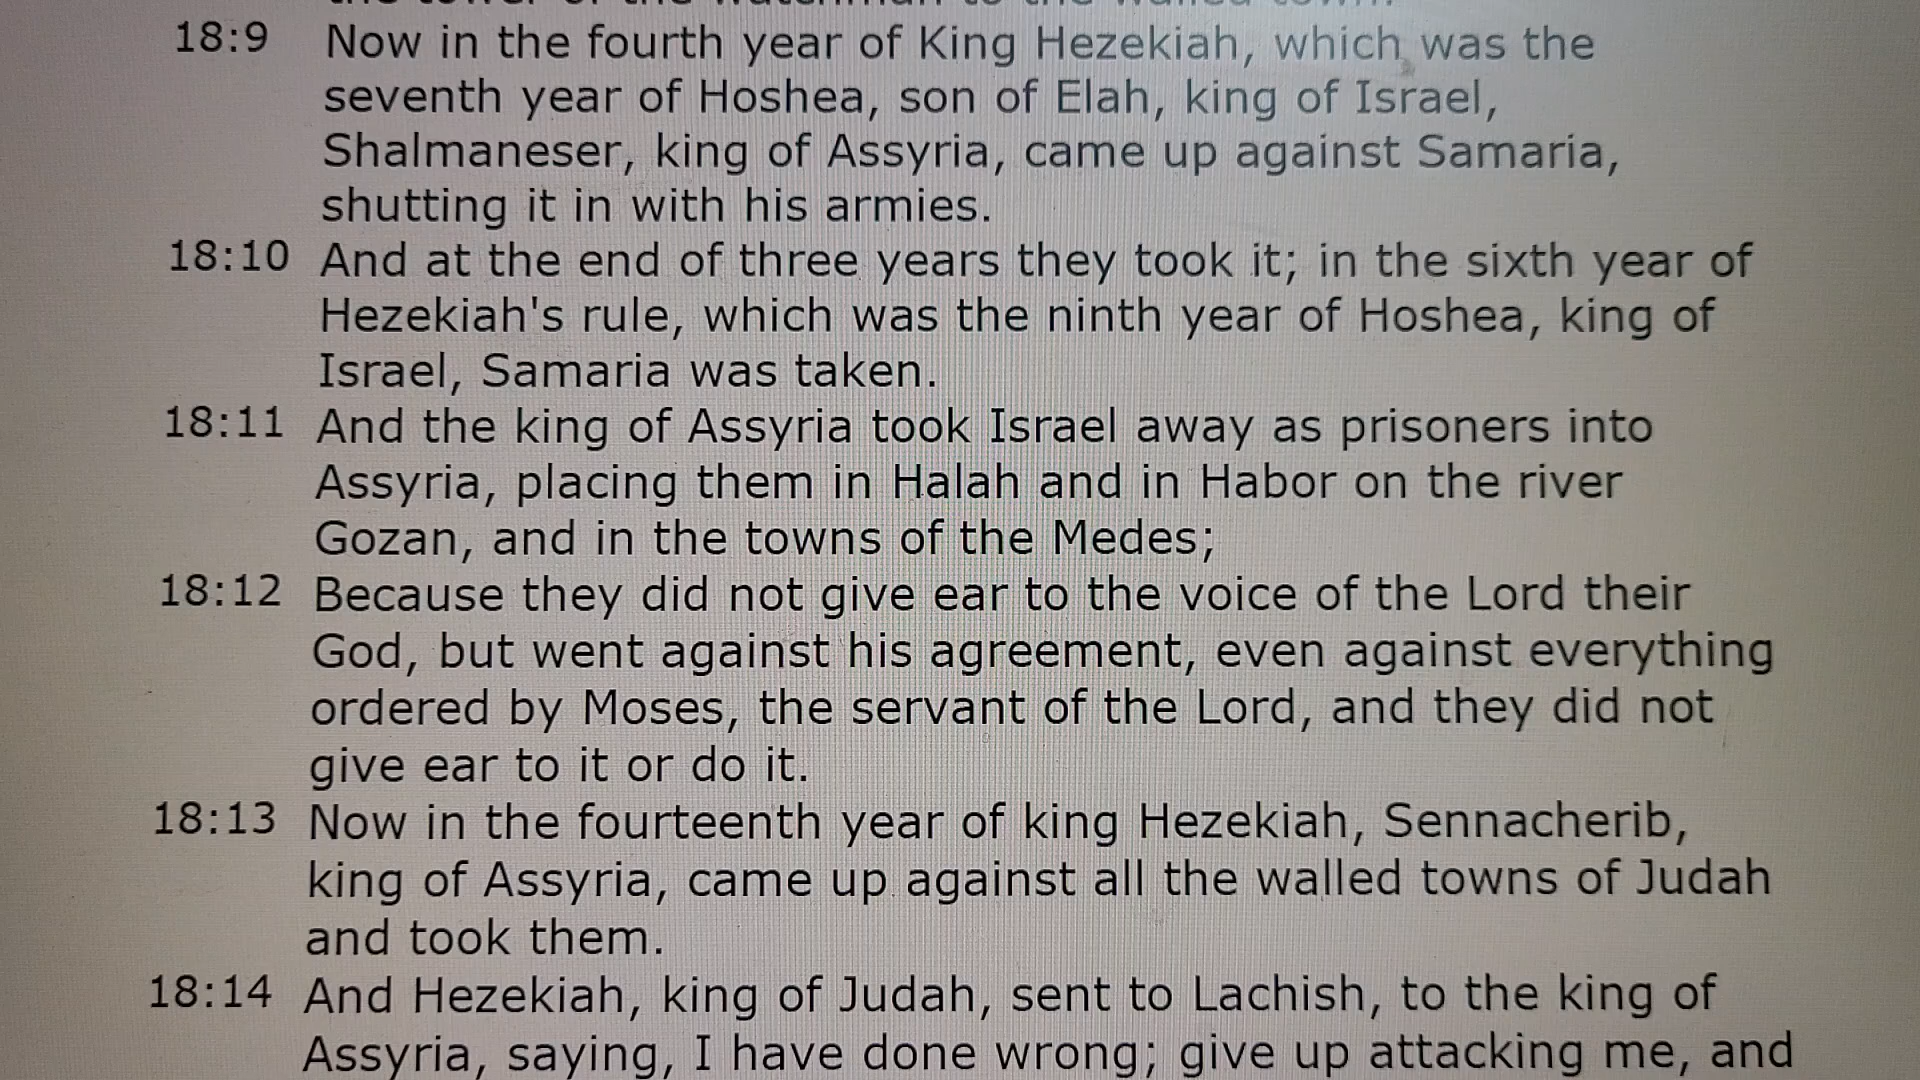 the tower of the watchman to the walled town.
18:9 Now in the fourth year of King Hezekiah, which was the
seventh year of Hoshea, son of Elah, king of Israel,
Shalmaneser, king of Assyria, came up against Samaria,
shutting it in with his armies.
18:10 And at the end of three years they took it; in the sixth year of
Hezekiah's rule, which was the ninth year of Hoshea, king of
Israel, Samaria was taken.
18:11 And the king of Assyria took Israel away as prisoners into
Assyria, placing them in Halah and in Habor on the river
Gozan, and in the towns of the Medes;
18:12 Because they did not give ear to the voice of the Lord their
God, but went against his agreement, even against everything
ordered by Moses, the servant of the Lord, and they did not
give ear to it or do it.
18:13 Now in the fourteenth year of king Hezekiah, Sennacherib,
king of Assyria, came up against all the walled towns of Judah
and took them.
18:14 And Hezekiah, king of Judah, sent to Lachish, to the king of
Assyria, saying, I have done wrong; give up attacking me, and